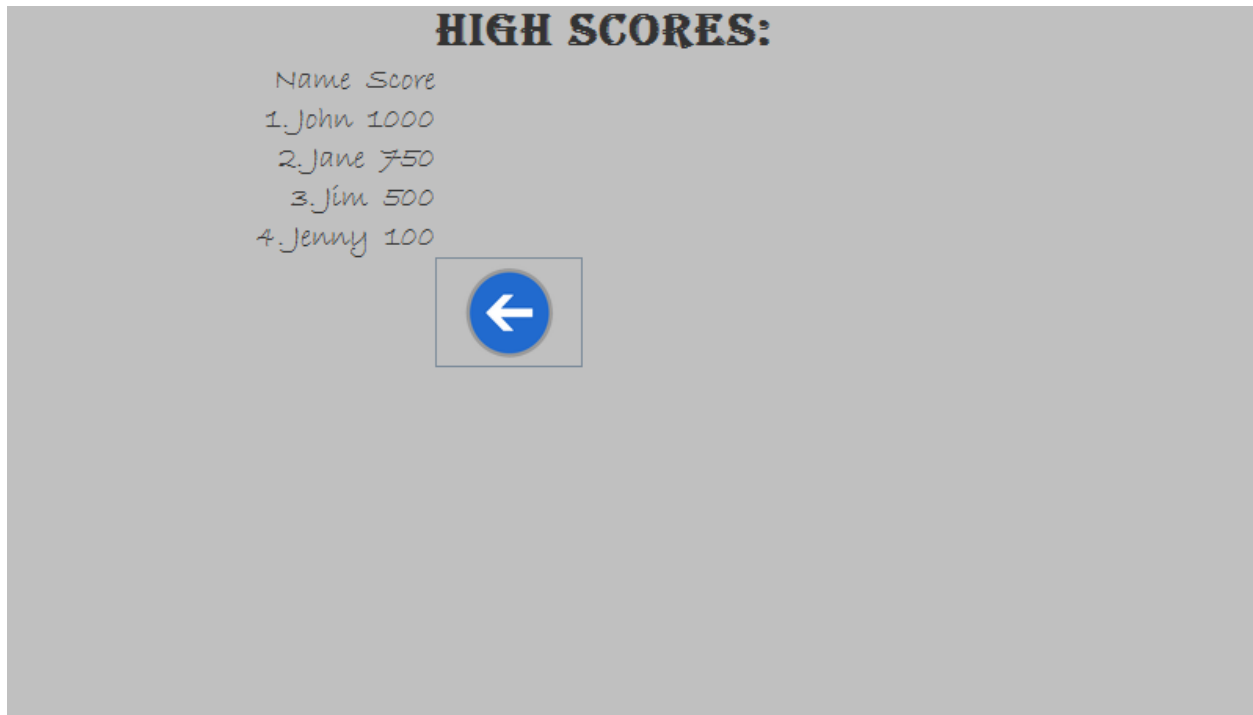 HIGH SCORES:
Name Score
1. John 1000
2. Jane 750
3. Jim 500
4. Jenny 100